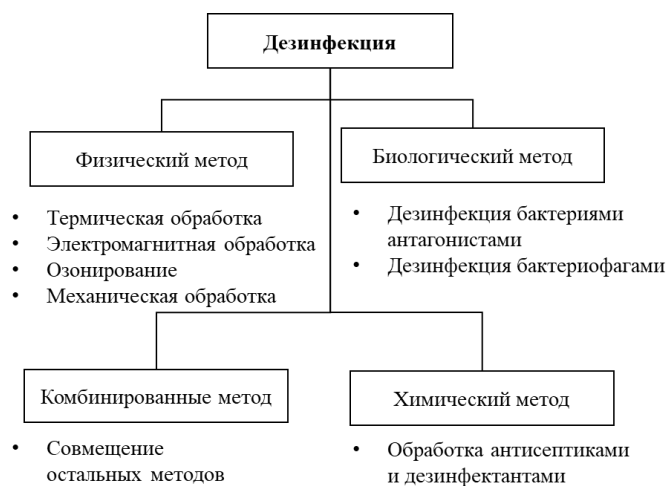 Дезинфекция
Физический метод
• Термическая обработка
• Электромагнитная обработка
• Озонирование
• Механическая обработка
Биологический метод
• Дезинфекция бактериями
антагонистами
• Дезинфекция бактериофагами
Комбинированные метод
• Совмещение
остальных методов
Химический метод
• Обработка антисептиками
и дезинфектантами